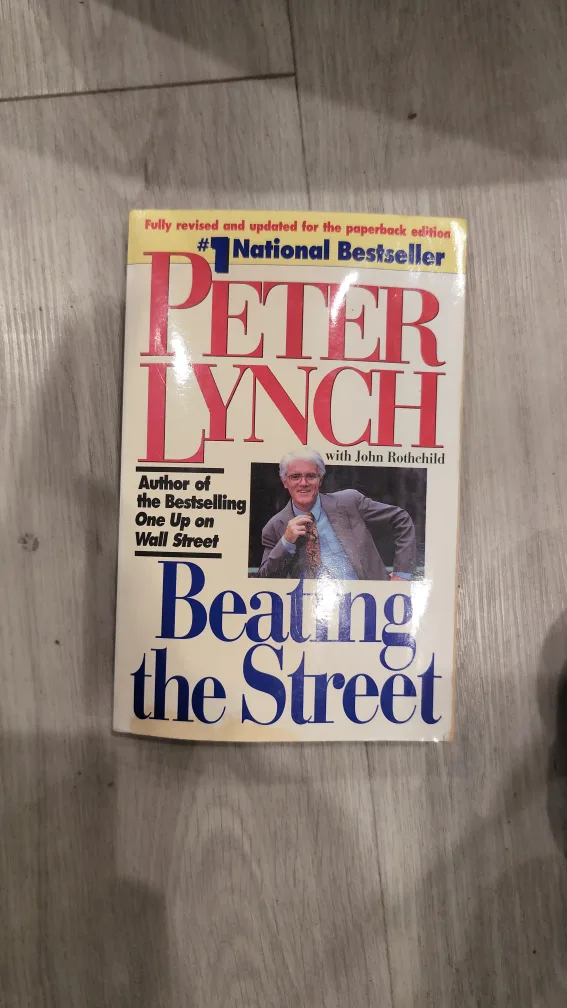 Fully revised and updated for the paperback edition
#1 National Bestseller
PETER
LYNCH
with John Rothchild
Author of
the Bestselling
One Up on
Wall Street
Beating
the Street